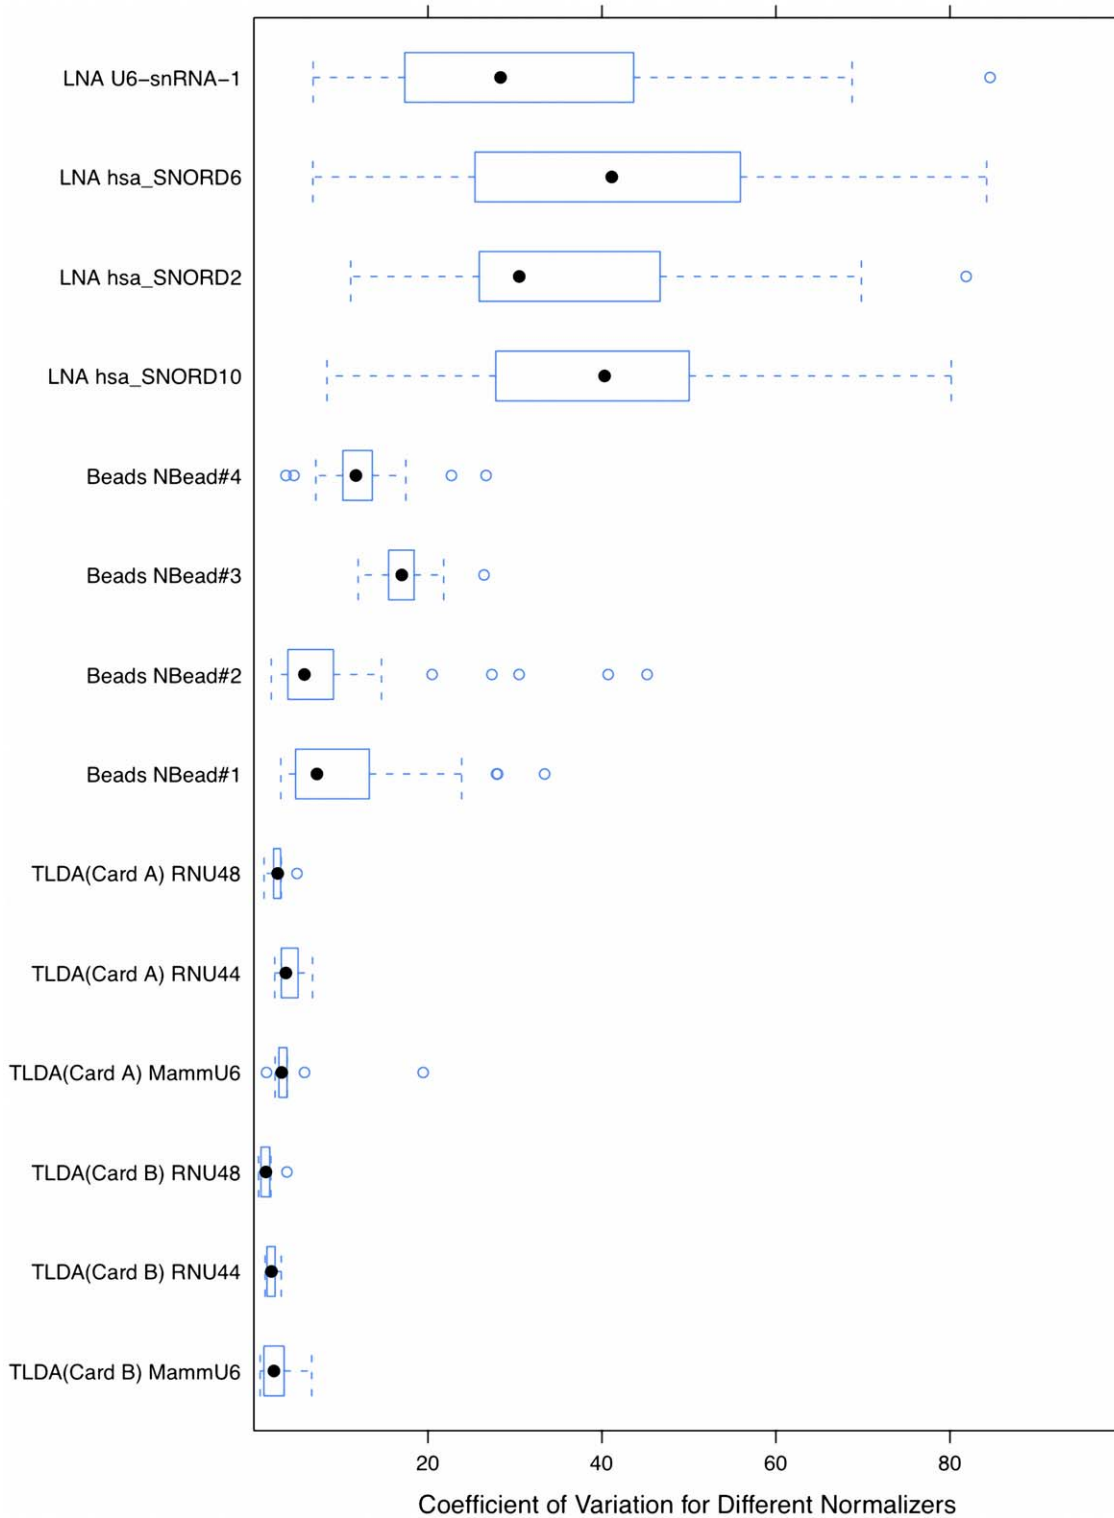 LNA U6−snRNA−1
LNA hsa_SNORD6
LNA hsa_SNORD2
LNA hsa_SNORD10
Beads NBead#4
Beads NBead#3
Beads NBead#2
Beads NBead#1
TLDA(Card A) RNU48
TLDA(Card A) RNU44
TLDA(Card A) MammU6
TLDA(Card B) RNU48
TLDA(Card B) RNU44
TLDA(Card B) MammU6
20 40 60 80
Coefficient of Variation for Different Normalizers